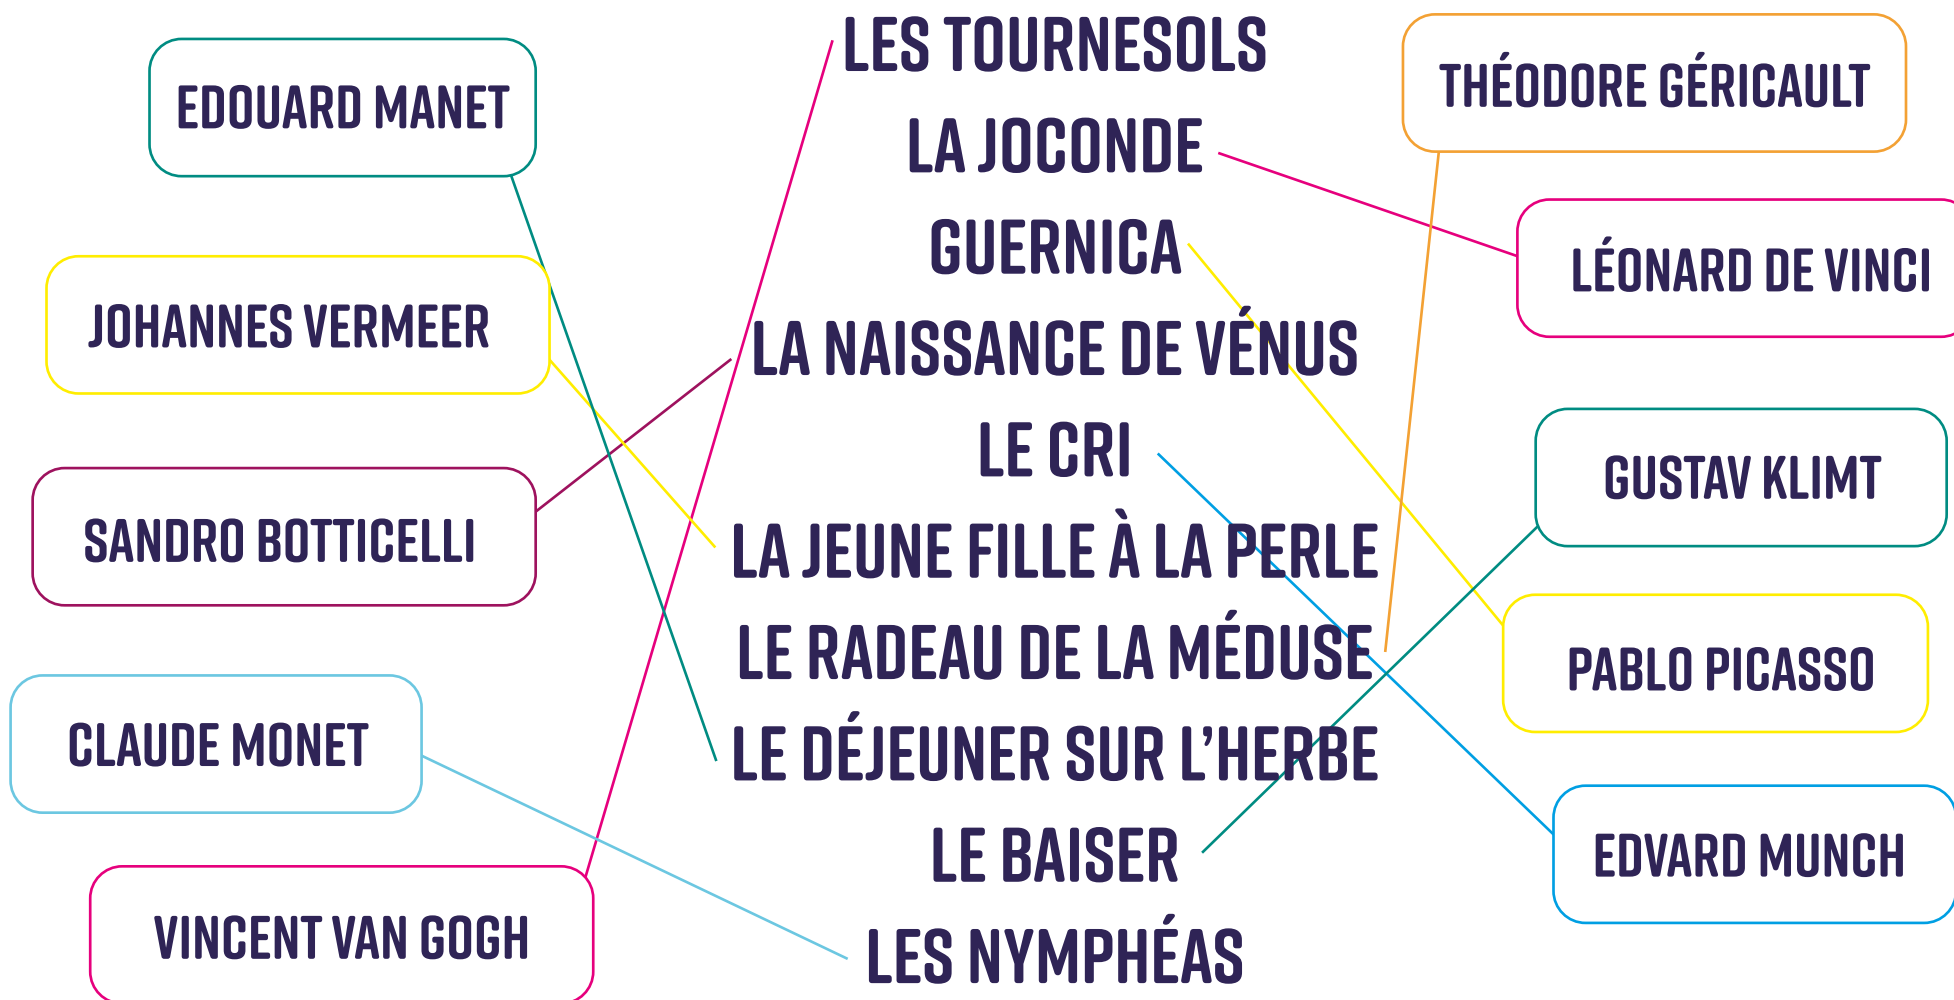 EDOUARD MANET
JOHANNES VERMEER
SANDRO BOTTICELLI
CLAUDE MONET
VINCENT VAN GOGH
LES TOURNESOLS
LA JOCONDE
GUERNICA
LA NAISSANCE DE VÉNUS
LE CRI
LA JEUNE FILLE À LA PERLE
LE RADEAU DE LA MÉDUSE
LE DÉJEUNER SUR L’HERBE
LE BAISER
LES NYMPHÉAS
THÉODORE GÉRICAULT
LÉONARD DE VINCI
GUSTAV KLIMT
PABLO PICASSO
EDVARD MUNCH